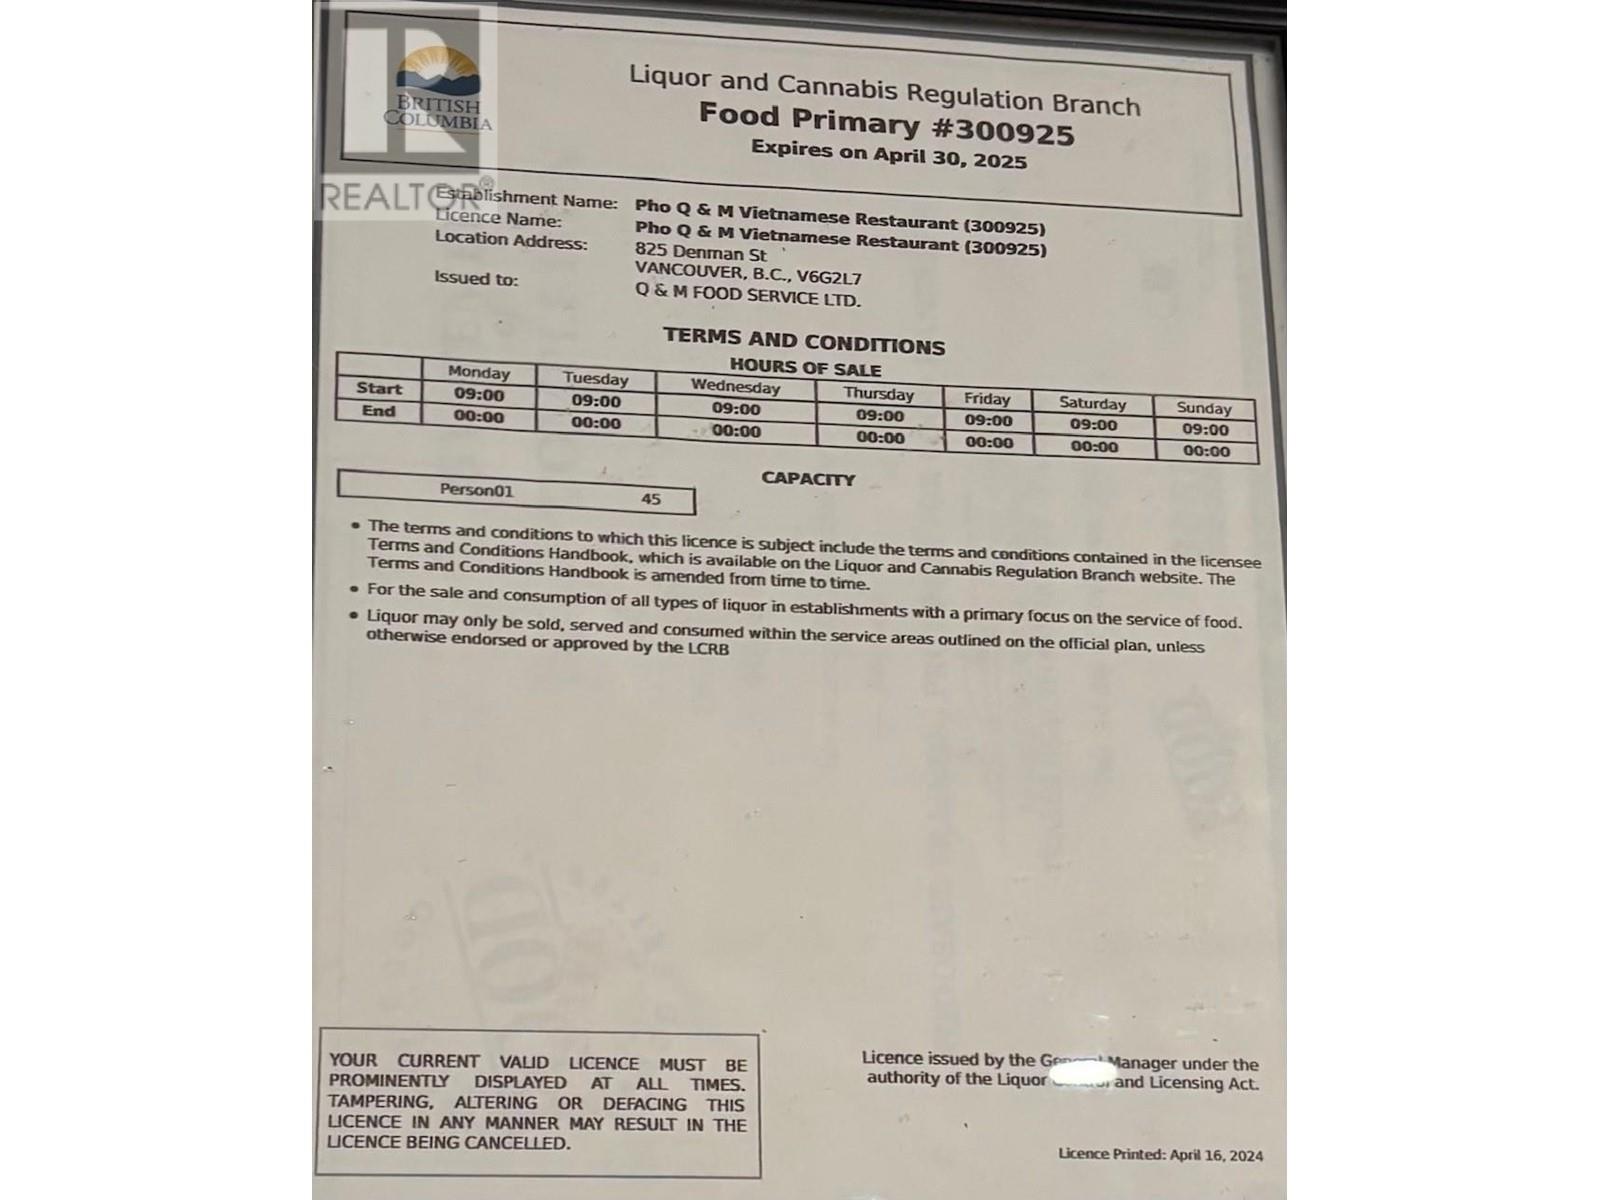 BRITISH
COLUMBIA
REALTOR®
Liquor and Cannabis Regulation Branch
Food Primary #300925
Expires on April 30, 2025
Establishment Name: Pho Q & M Vietnamese Restaurant (300925)
Licence Name: Pho Q & M Vietnamese Restaurant (300925)
Location Address: 825 Denman St
VANCOUVER, B.C., V6G2L7
Issued to: Q & M FOOD SERVICE LTD.
TERMS AND CONDITIONS
HOURS OF SALE
Monday Tuesday Wednesday Thursday Friday Saturday Sunday
Start 09:00 09:00 09:00 09:00 09:00 09:00 09:00
End 00:00 00:00 00:00 00:00 00:00 00:00 00:00
CAPACITY
Person01 45
• The terms and conditions to which this licence is subject include the terms and conditions contained in the licensee
Terms and Conditions Handbook, which is available on the Liquor and Cannabis Regulation Branch website. The
Terms and Conditions Handbook is amended from time to time.
• For the sale and consumption of all types of liquor in establishments with a primary focus on the service of food.
• Liquor may only be sold, served and consumed within the service areas outlined on the official plan, unless
otherwise endorsed or approved by the LCRB
YOUR CURRENT VALID LICENCE MUST BE
PROMINENTLY DISPLAYED AT ALL TIMES.
TAMPERING, ALTERING OR DEFACING THIS
LICENCE IN ANY MANNER MAY RESULT IN THE
LICENCE BEING CANCELLED.
Licence issued by the General Manager under the
authority of the Liquor and Licensing Act.
Licence Printed: April 16, 2024